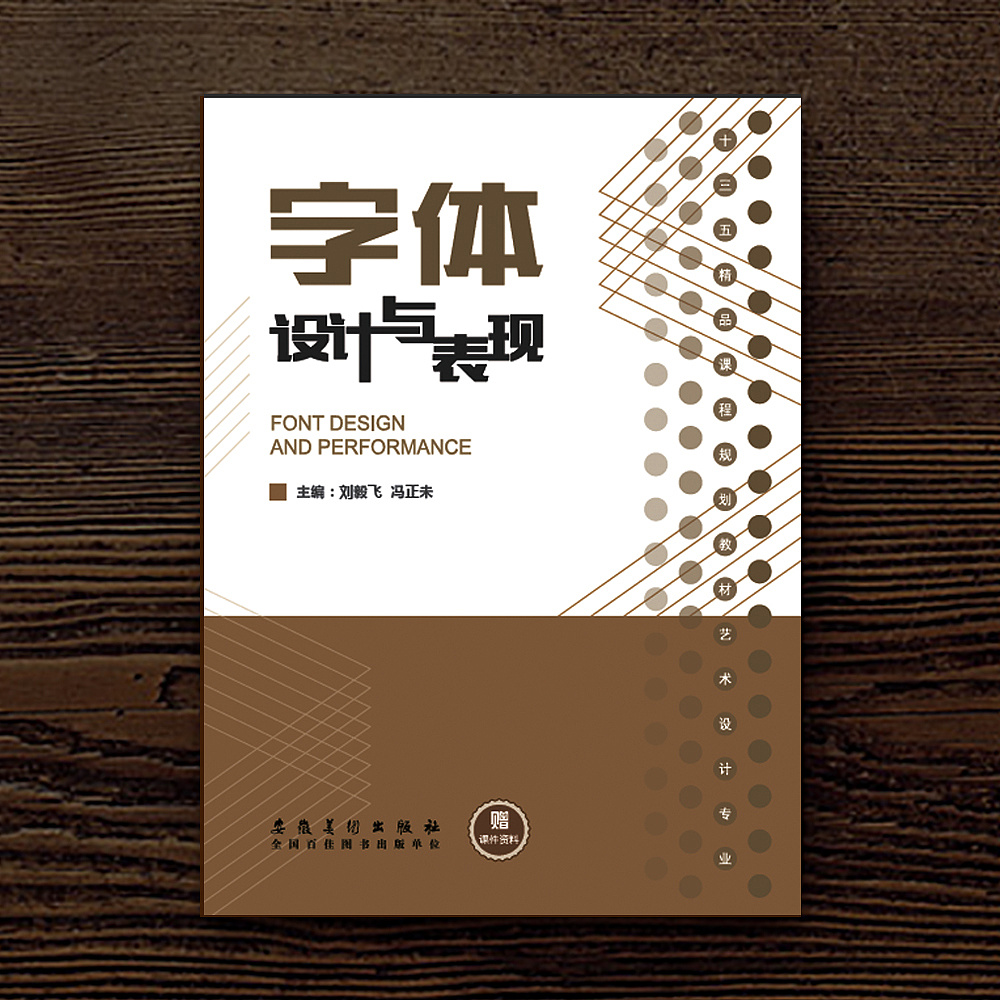 字体
设计与表现
FONT DESIGN
AND PERFORMANCE
主编：刘毅飞 冯正未
十三五精品课程规划教材艺术设计专业
安徽美术出版社
全国百佳图书出版单位
赠
课件资料